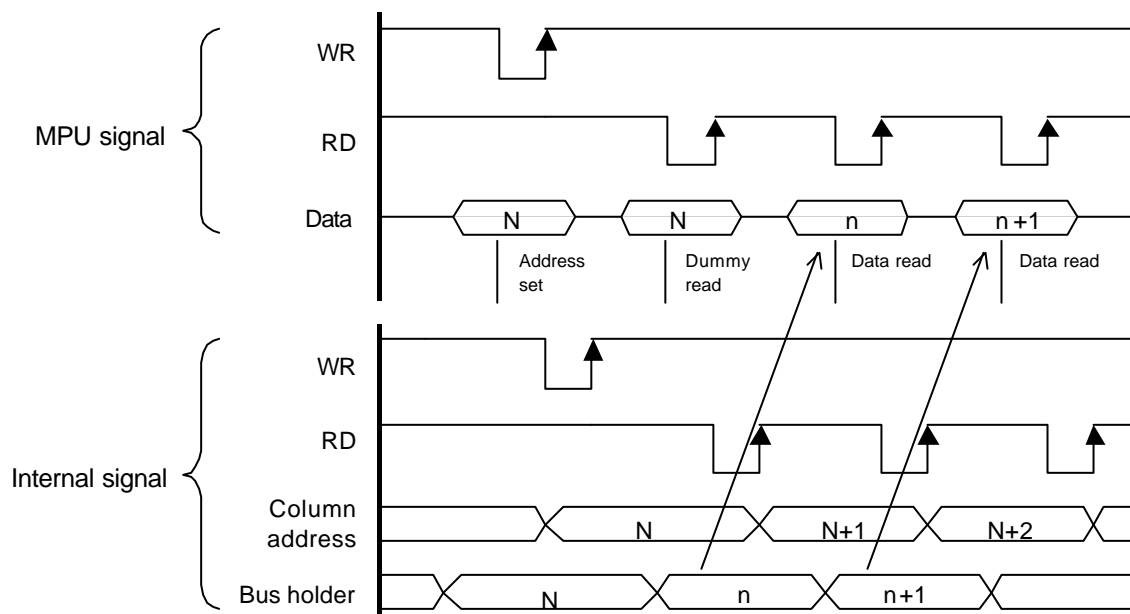 WR
MPU signal
RD
Data
N
N
n
n+1
Address
set
Dummy
read
Data read
Data read
WR
RD
Internal signal
Column
address
N
N+1
N+2
Bus holder
N
n
n+1